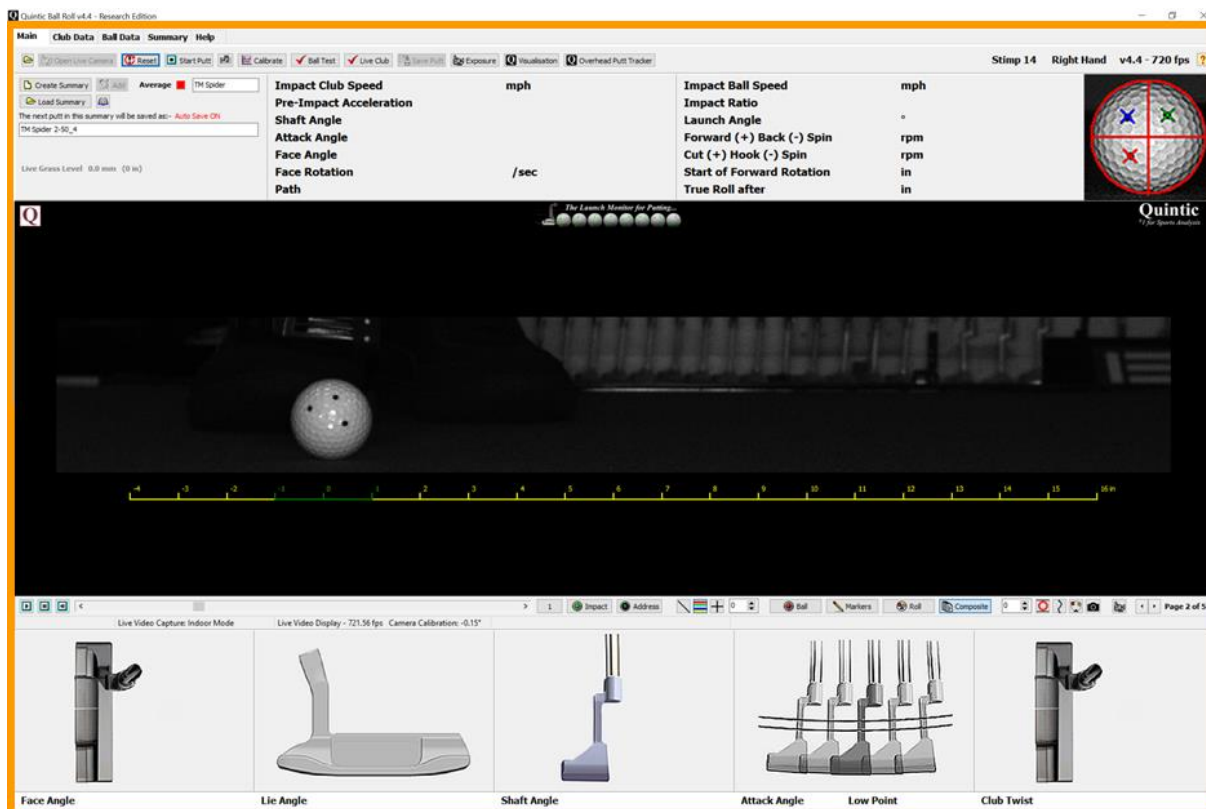 Quintic Ball Roll v4.4 - Research Edition
Main Club Data Ball Data Summary Help
Open Live Camera Reset Start Putt Calibrate Ball Test Live Club Save Putt Exposure Visualisation Overhead Putt Tracker Stimp 14 Right Hand v4.4 - 720 fps ?
Create Summary Add Average TM Spider
Load Summary
The next putt in this summary will be saved as:- Auto Save ON
TM Spider 2-50_4
Live Grass Level 0.0 mm (0 in)
Impact Club Speed mph
Pre-Impact Acceleration
Shaft Angle
Attack Angle
Face Angle
Face Rotation /sec
Path
Impact Ball Speed mph
Impact Ratio
Launch Angle °
Forward (+) Back (-) Spin rpm
Cut (+) Hook (-) Spin rpm
Start of Forward Rotation in
True Roll after in
Q
The Launch Monitor for Putting...
Quintic
#1 for Sports Analysis
-4 -3 -2 -1 0 1 2 3 4 5 6 7 8 9 10 11 12 13 14 15 16 in
1 Impact Address 0 Ball Markers Roll Composite 0 Page 2 of 5
Live Video Capture: Indoor Mode Live Video Display - 721.56 fps Camera Calibration: -0.15°
Face Angle Lie Angle Shaft Angle Attack Angle Low Point Club Twist